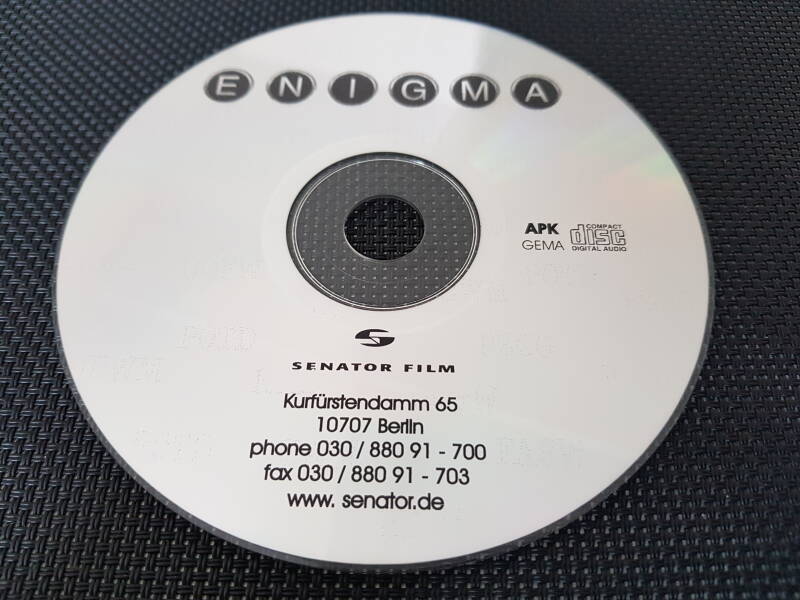 ENIGMA
APK
GEMA
COMPACT
disc
DIGITAL AUDIO
SENATOR FILM
Kurfürstendamm 65
10707 Berlin
phone 030 / 880 91 - 700
fax 030 / 880 91 - 703
www. senator.de